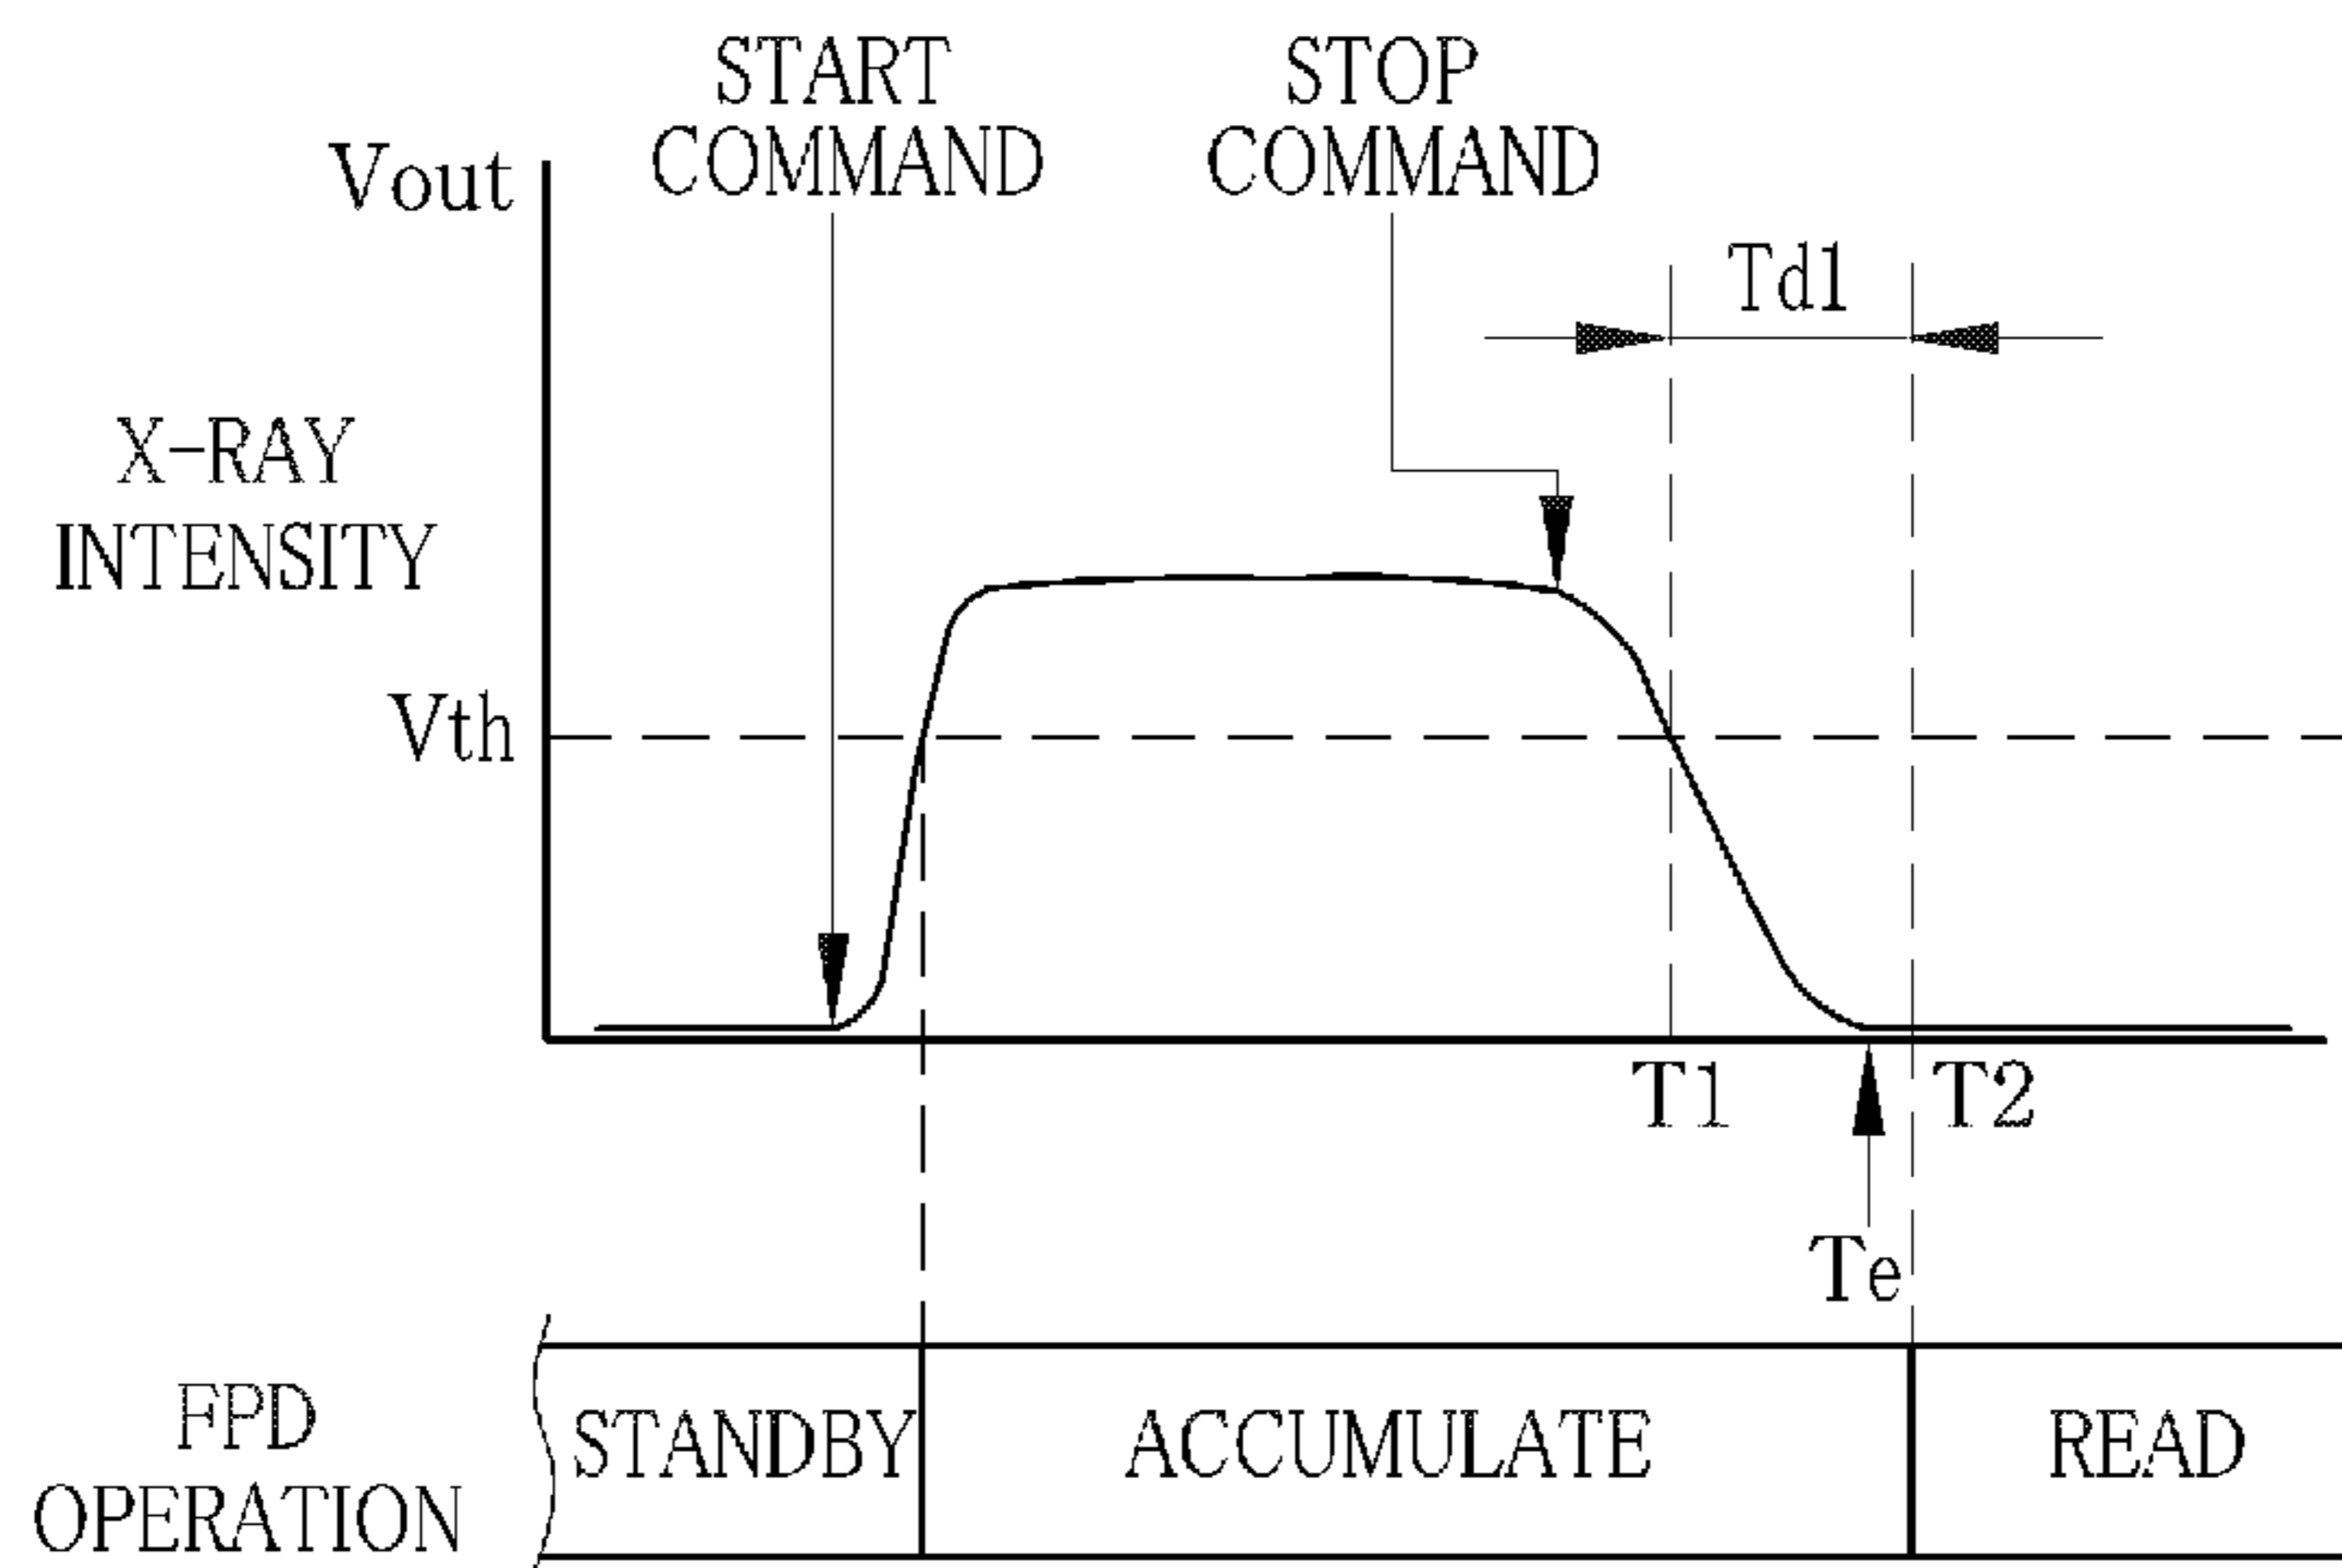 START
COMMAND
STOP
COMMAND
Vout
Td1
X-RAY
INTENSITY
Vth
T1
T2
Te
FPD
OPERATION
STANDBY
ACCUMULATE
READ